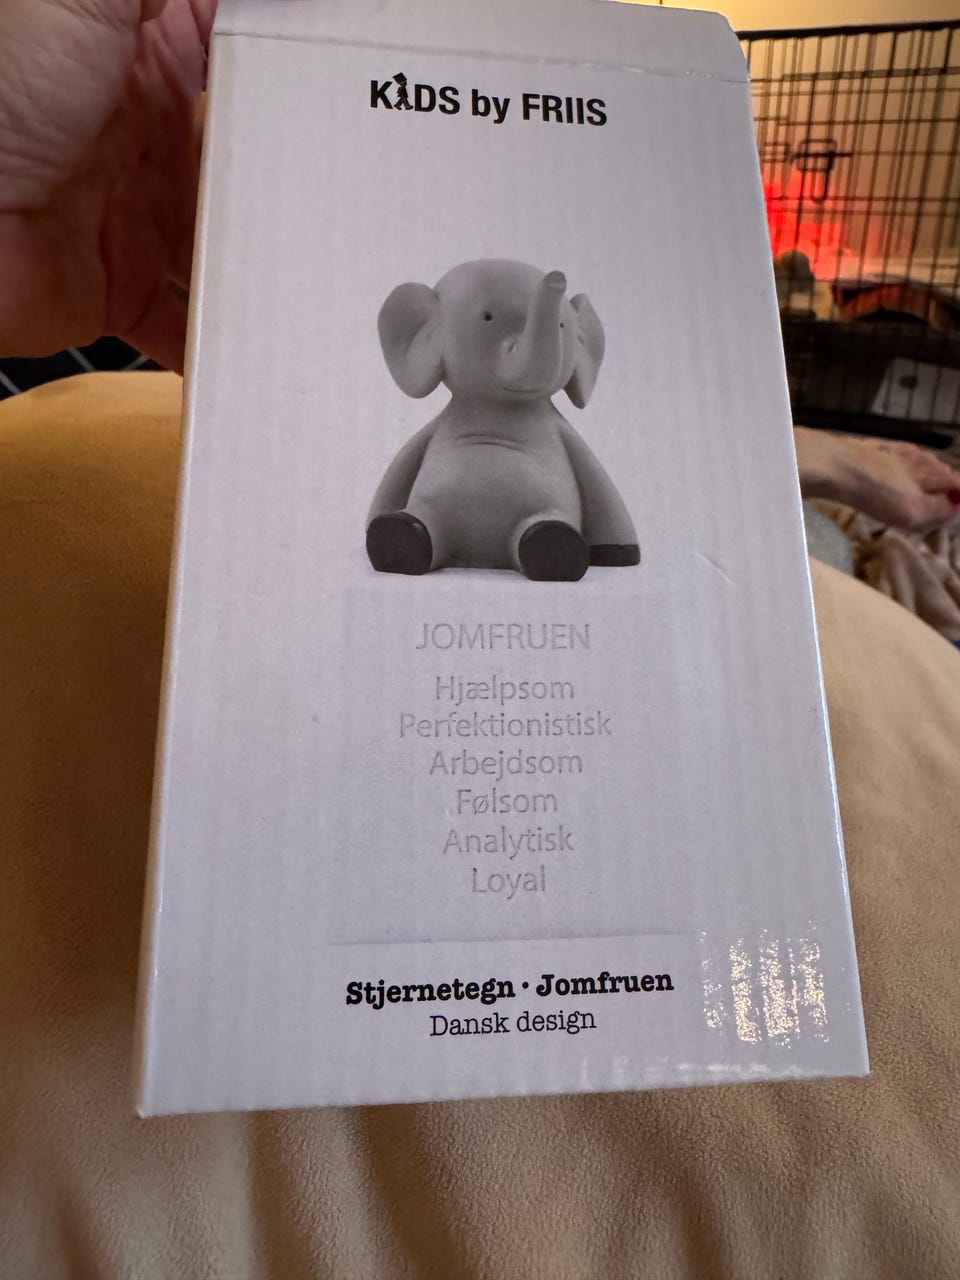 KIDS by FRIIS
JOMFRUEN
Hjælpsom
Perfektionistisk
Arbejdsom
Følsom
Analytisk
Loyal
Stjernetegn · Jomfruen
Dansk design